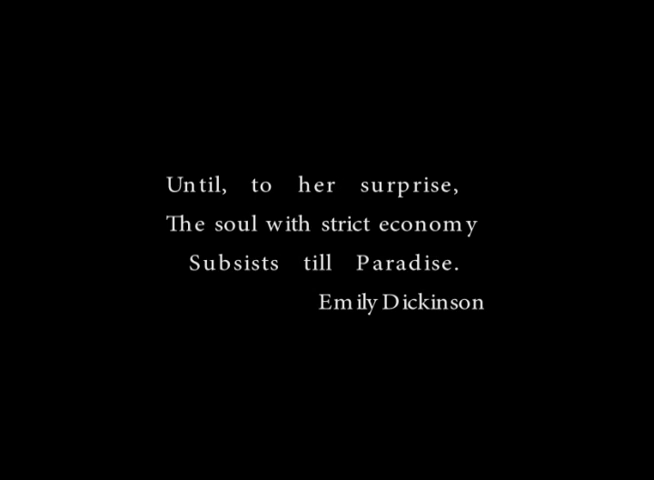 Until, to her surprise,
The soul with strict economy
Subsists till Paradise.
Emily Dickinson